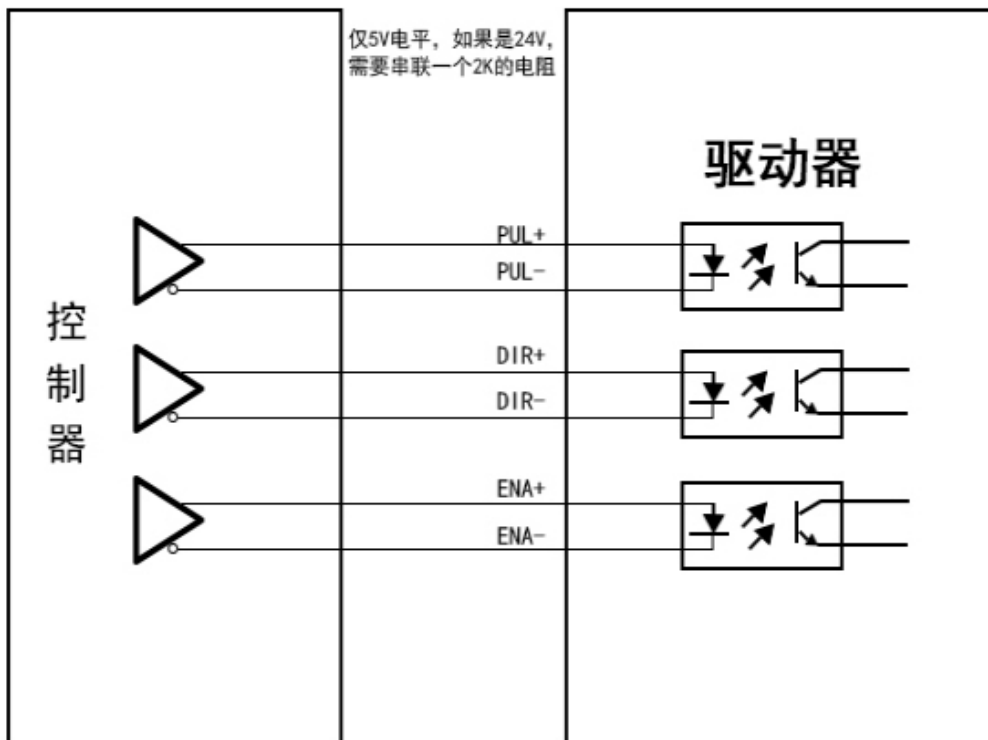 仅5V电平，如果是24V，
需要串联一个2K的电阻
驱动器
控制器
PUL+
PUL-
DIR+
DIR-
ENA+
ENA-